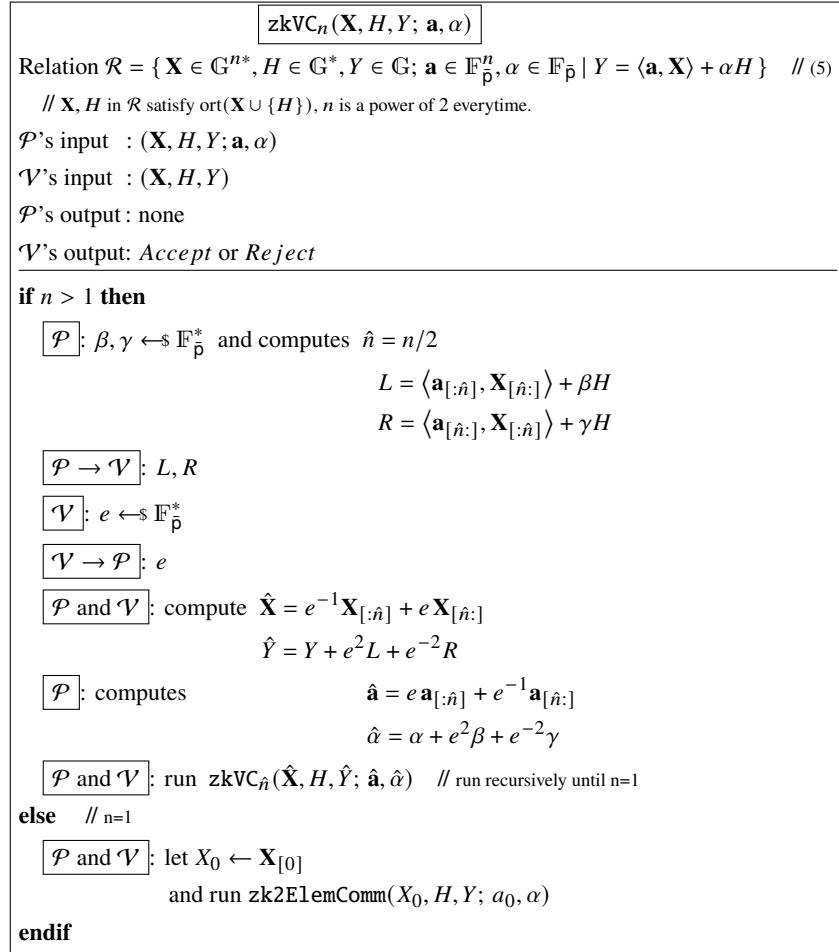 zkVCₙ(𝐗, H, Y; 𝐚, α)
Relation ℛ = { 𝐗 ∈ 𝔾ⁿ*, H ∈ 𝔾*, Y ∈ 𝔾; 𝐚 ∈ 𝔽ⁿ_p̄, α ∈ 𝔽_p̄ | Y = ⟨𝐚, 𝐗⟩ + αH } // (5)
// 𝐗, H in ℛ satisfy ort(𝐗 ∪ {H}), n is a power of 2 everytime.
𝒫's input : (𝐗, H, Y; 𝐚, α)
𝒱's input : (𝐗, H, Y)
𝒫's output : none
𝒱's output: Accept or Reject
if n > 1 then
𝒫 : β, γ ←$ 𝔽*_p̄ and computes n̂ = n/2
L = ⟨𝐚_[:n̂], 𝐗_[n̂:]⟩ + βH
R = ⟨𝐚_[n̂:], 𝐗_[:n̂]⟩ + γH
𝒫 → 𝒱 : L, R
𝒱 : e ←$ 𝔽*_p̄
𝒱 → 𝒫 : e
𝒫 and 𝒱 : compute 𝐗̂ = e⁻¹𝐗_[:n̂] + e 𝐗_[n̂:]
Ŷ = Y + e²L + e⁻²R
𝒫 : computes 𝐚̂ = e 𝐚_[:n̂] + e⁻¹𝐚_[n̂:]
α̂ = α + e²β + e⁻²γ
𝒫 and 𝒱 : run zkVC_n̂(𝐗̂, H, Ŷ; 𝐚̂, α̂) // run recursively until n=1
else // n=1
𝒫 and 𝒱 : let X₀ ← 𝐗_[0]
and run zk2ElemComm(X₀, H, Y; a₀, α)
endif